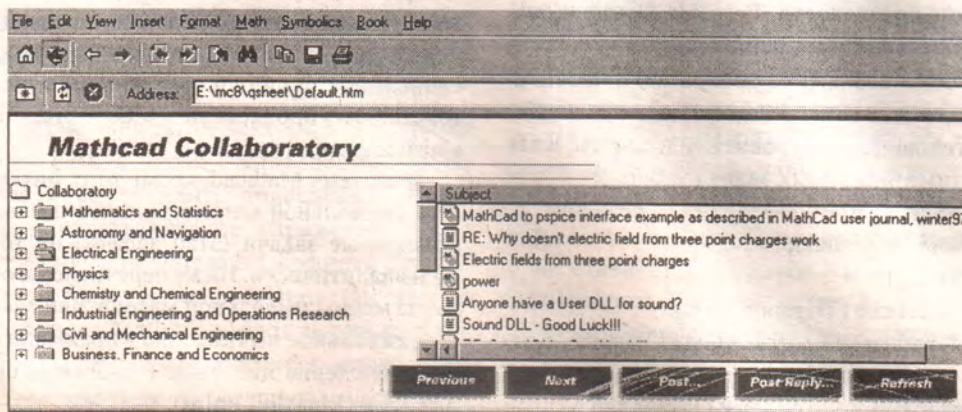 File Edit View Insert Format Math Symbolics Book Help
Address: E:\mc8\qsheet\Default.htm
Mathcad Collaboratory
Collaboratory
Mathematics and Statistics
Astronomy and Navigation
Electrical Engineering
Physics
Chemistry and Chemical Engineering
Industrial Engineering and Operations Research
Civil and Mechanical Engineering
Business. Finance and Economics
Subject
MathCad to pspice interface example as described in MathCad user journal, winter97
RE: Why doesn't electric field from three point charges work
Electric fields from three point charges
power
Anyone have a User DLL for sound?
Sound DLL - Good Luck!!!
Previous Next Post... Post Reply... Refresh